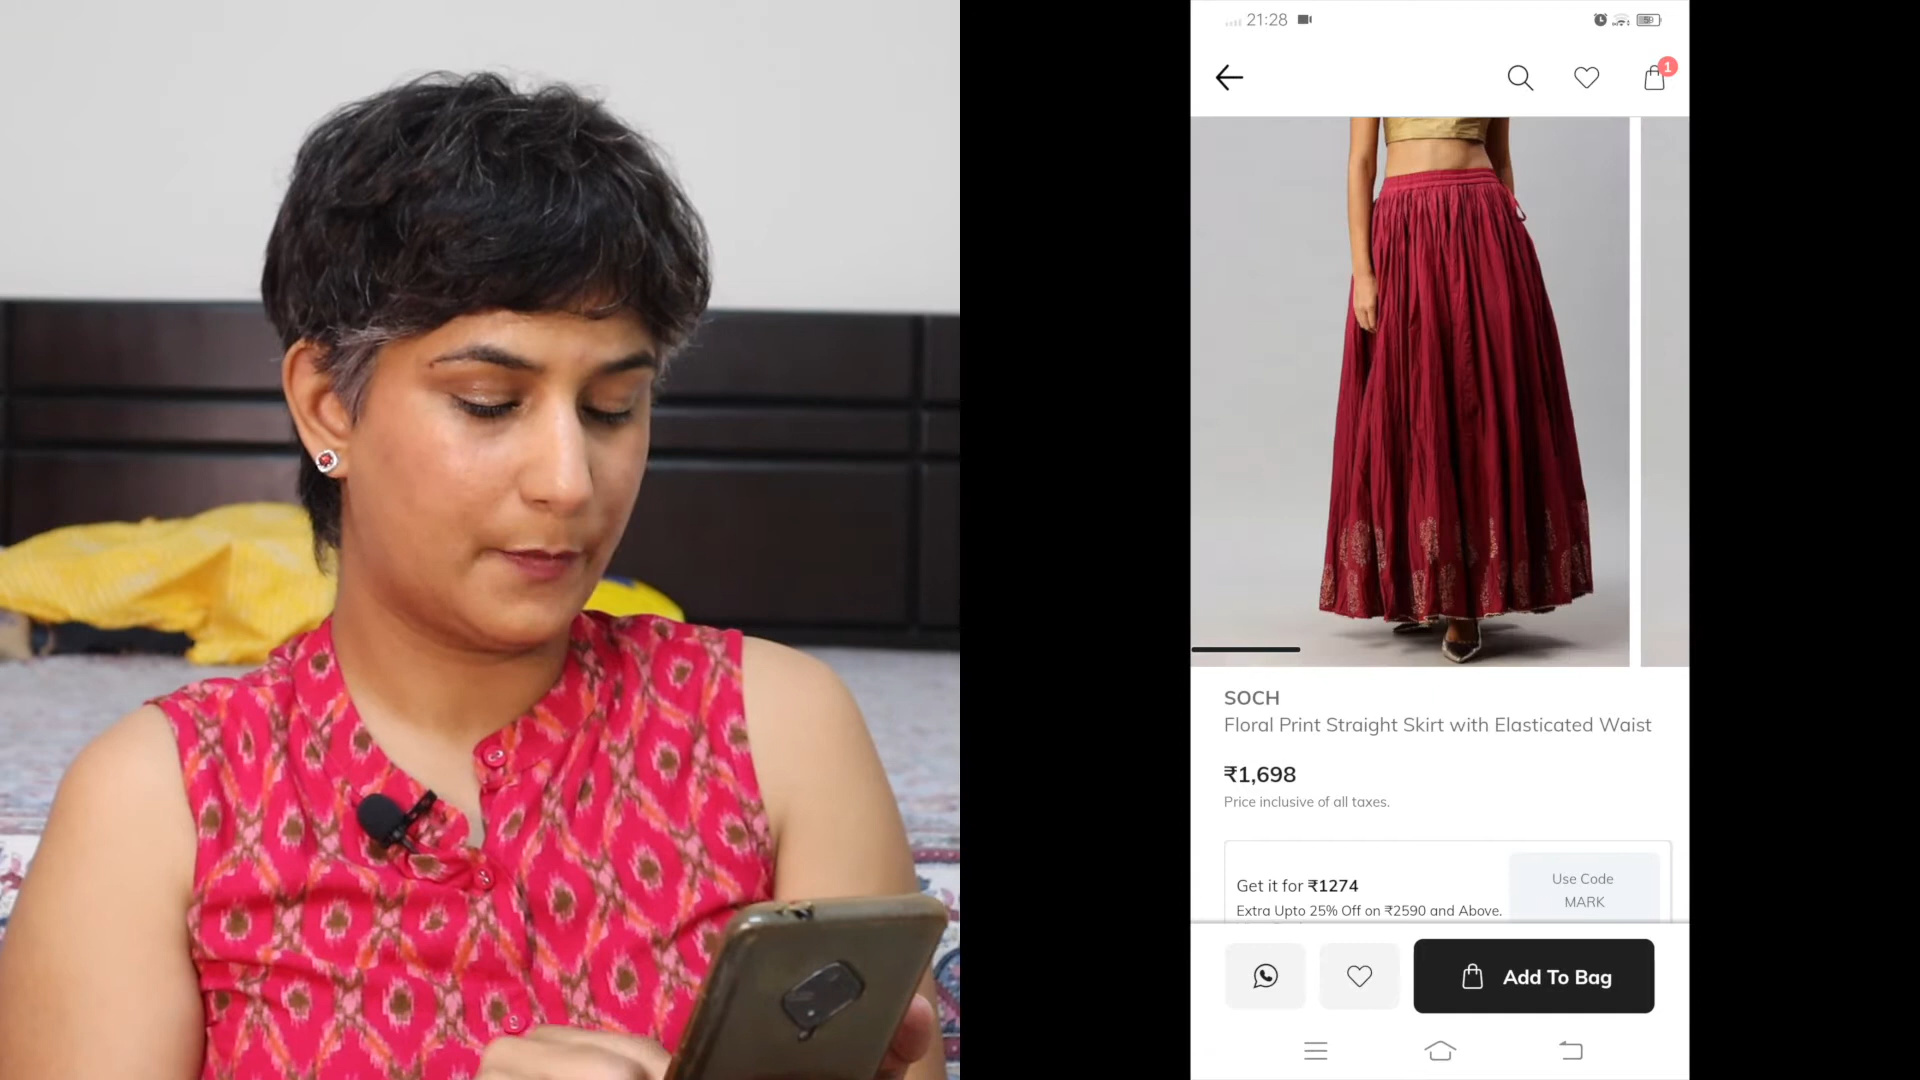 21:28
1
SOCH
Floral Print Straight Skirt with Elasticated Waist
₹1,698
Price inclusive of all taxes.
Get it for ₹1274
Extra Upto 25% Off on ₹2590 and Above.
Use Code
MARK
Add To Bag